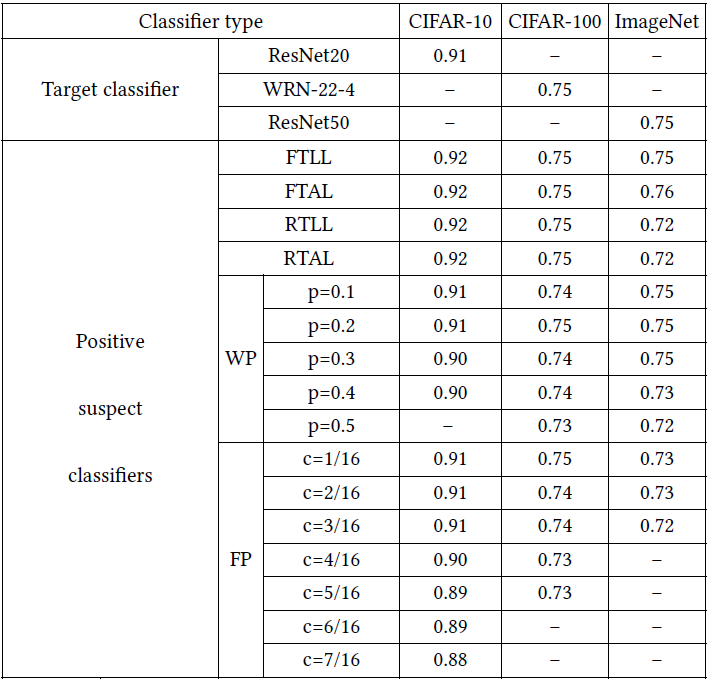 Classifier type CIFAR-10 CIFAR-100 ImageNet
Target classifier
ResNet20 0.91 – –
WRN-22-4 – 0.75 –
ResNet50 – – 0.75
Positive
suspect
classifiers
FTLL 0.92 0.75 0.75
FTAL 0.92 0.75 0.76
RTLL 0.92 0.75 0.72
RTAL 0.92 0.75 0.72
WP
p=0.1 0.91 0.74 0.75
p=0.2 0.91 0.75 0.75
p=0.3 0.90 0.74 0.75
p=0.4 0.90 0.74 0.73
p=0.5 – 0.73 0.72
FP
c=1/16 0.91 0.75 0.73
c=2/16 0.91 0.74 0.73
c=3/16 0.91 0.74 0.72
c=4/16 0.90 0.73 –
c=5/16 0.89 0.73 –
c=6/16 0.89 – –
c=7/16 0.88 – –